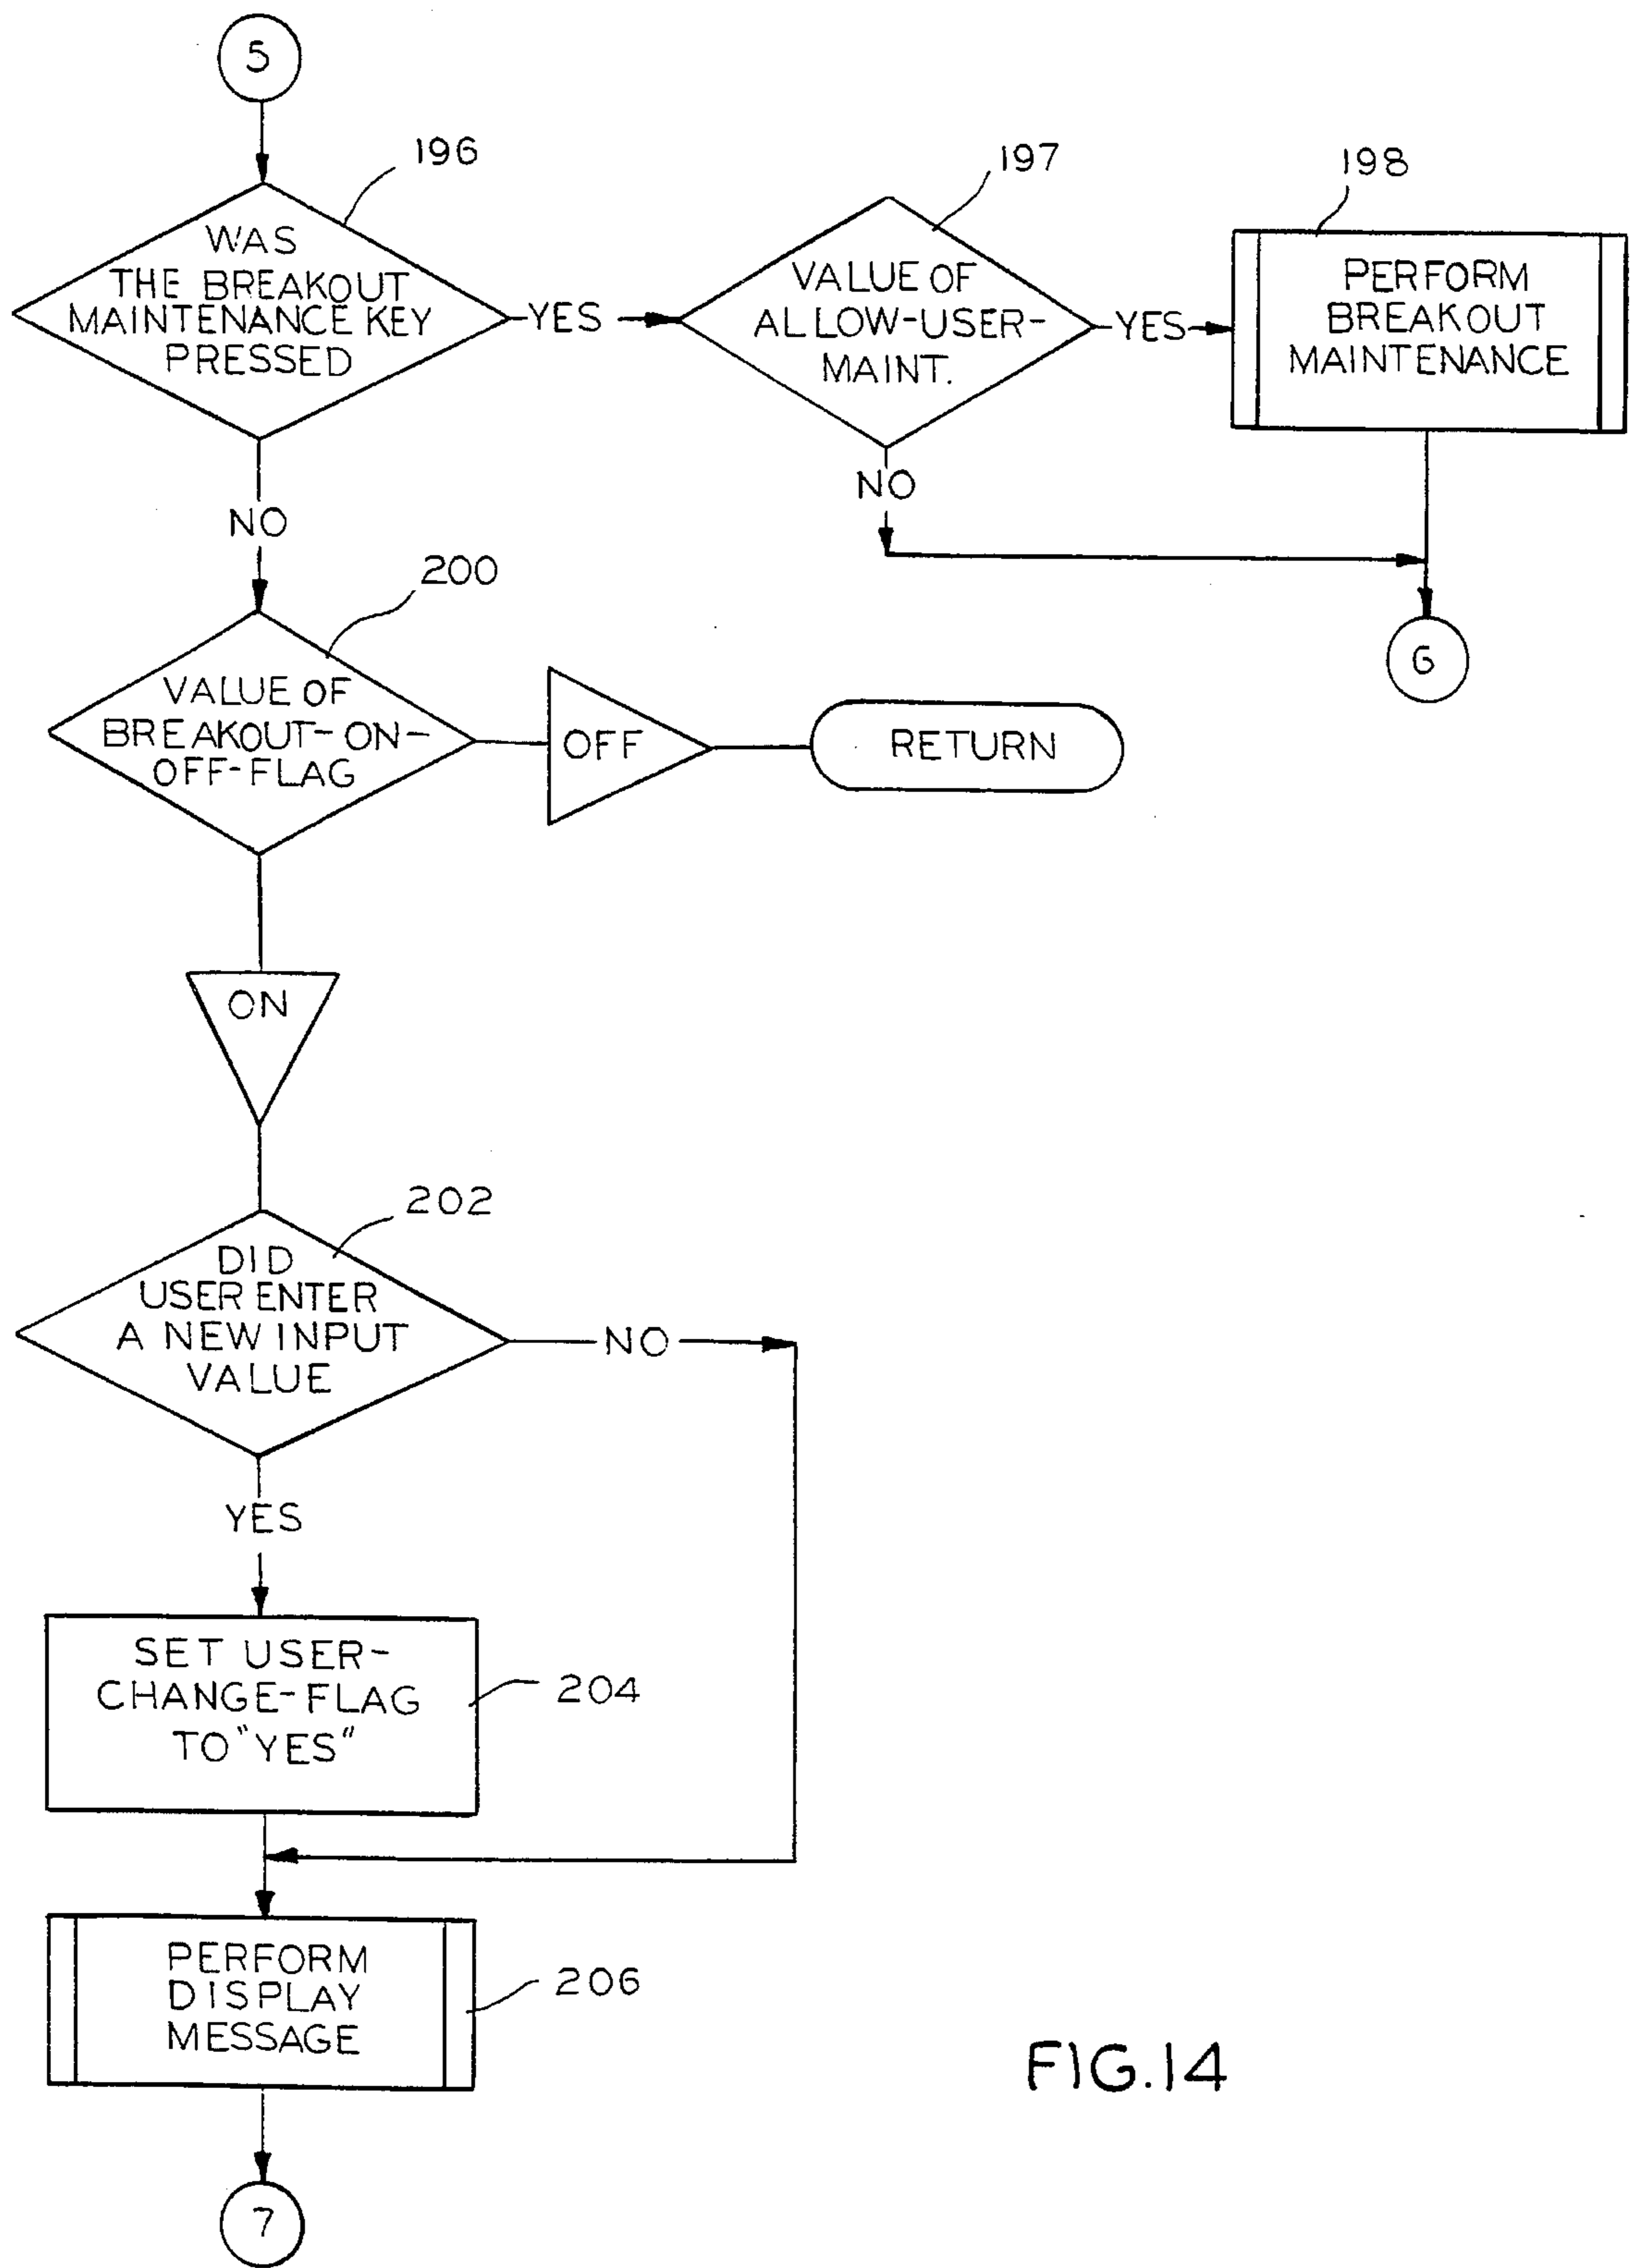 5
196
WAS
THE BREAKOUT
MAINTENANCE KEY
PRESSED
YES
197
VALUE OF
ALLOW-USER-
MAINT.
YES
198
PERFORM
BREAKOUT
MAINTENANCE
NO
NO
6
200
VALUE OF
BREAKOUT-ON-
OFF-FLAG
OFF
RETURN
ON
202
DID
USER ENTER
A NEW INPUT
VALUE
NO
YES
SET USER-
CHANGE-FLAG
TO "YES"
204
PERFORM
DISPLAY
MESSAGE
206
7
FIG.14